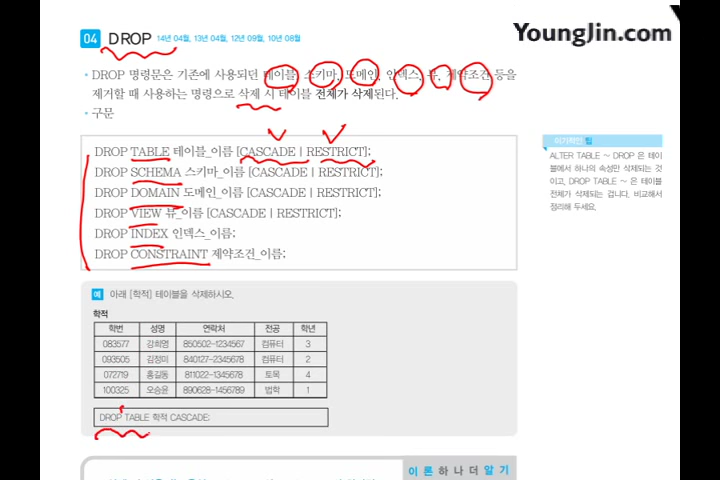 YoungJin.com
04 DROP 14년 04월, 13년 04월, 12년 09월, 10년 08월
· DROP 명령문은 기존에 사용되던 테이블, 스키마, 도메인, 인덱스, 뷰, 제약조건 등을
제거할 때 사용하는 명령으로 삭제 시 테이블 전체가 삭제된다.
· 구문
DROP TABLE 테이블_이름 [CASCADE | RESTRICT];
DROP SCHEMA 스키마_이름 [CASCADE | RESTRICT];
DROP DOMAIN 도메인_이름 [CASCADE | RESTRICT];
DROP VIEW 뷰_이름 [CASCADE | RESTRICT];
DROP INDEX 인덱스_이름;
DROP CONSTRAINT 제약조건_이름;
ALTER TABLE ~ DROP 은 테이
블에서 하나의 속성만 삭제되는 것
이고, DROP TABLE ~ 은 테이블
전체가 삭제되는 겁니다. 비교해서
정리해 두세요.
예 아래 [학적] 테이블을 삭제하시오.
학적
학번 성명 연락처 전공 학년
083577 강희영 850502-1234567 컴퓨터 3
093505 김정미 840127-2345678 컴퓨터 2
072719 홍길동 811022-1345678 토목 4
100325 오승윤 890628-1456789 법학 1
DROP TABLE 학적 CASCADE;
이론하나더알기